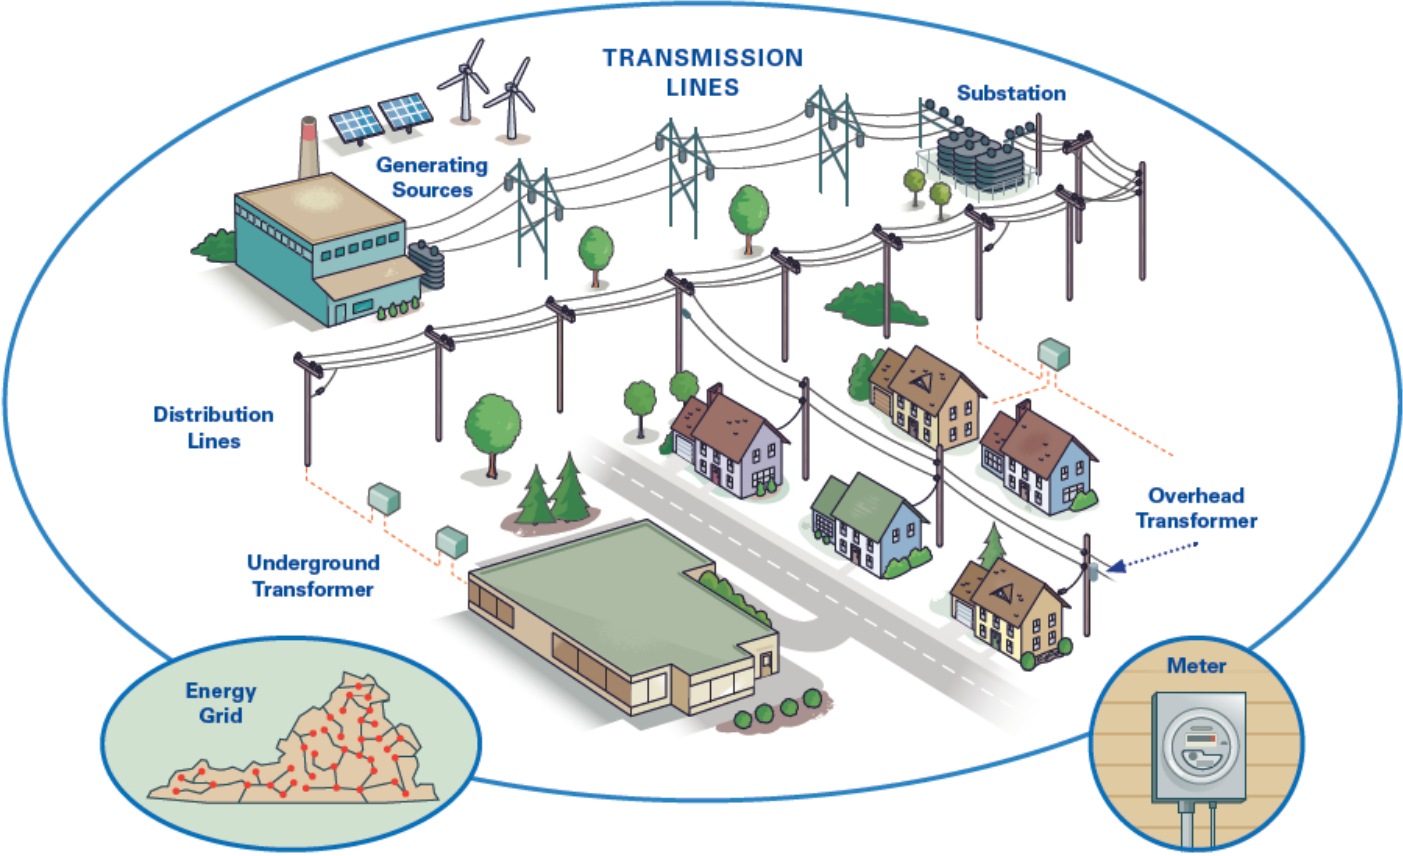 TRANSMISSION
LINES
Substation
Generating
Sources
Distribution
Lines
Overhead
Transformer
Underground
Transformer
Energy
Grid
Meter